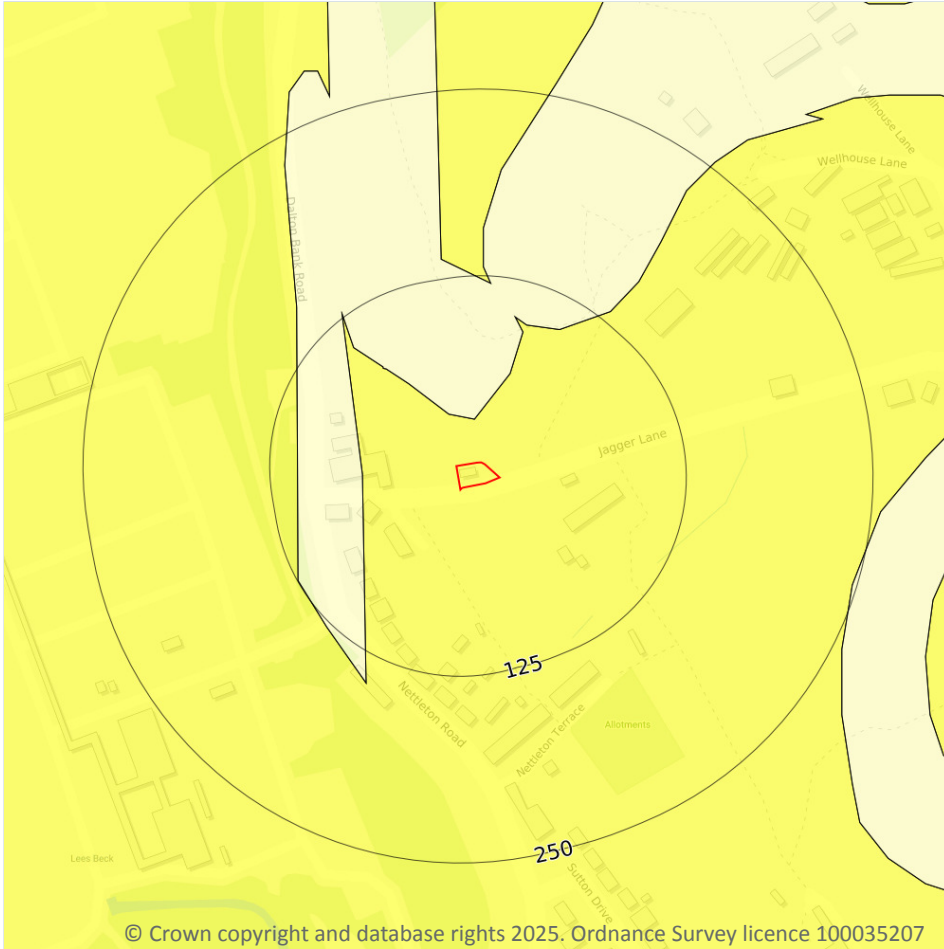 Wellhouse Lane
Wellhouse Lane
Dalton Bank Road
Jagger Lane
125
Nettleton Road
Nettleton Terrace
Allotments
250
Lees Beck
Sutton Drive
© Crown copyright and database rights 2025. Ordnance Survey licence 100035207